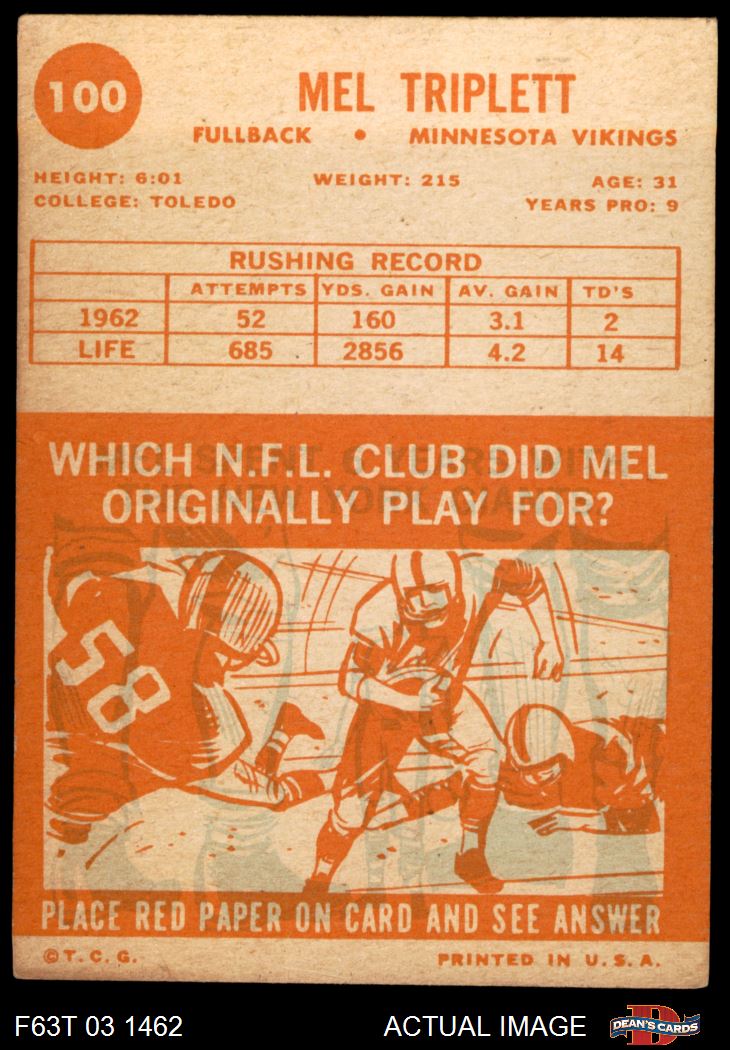 100
MEL TRIPLETT
FULLBACK • MINNESOTA VIKINGS
HEIGHT: 6:01 WEIGHT: 215 AGE: 31
COLLEGE: TOLEDO YEARS PRO: 9
RUSHING RECORD
ATTEMPTS YDS. GAIN AV. GAIN TD'S
1962 52 160 3.1 2
LIFE 685 2856 4.2 14
WHICH N.F.L. CLUB DID MEL
ORIGINALLY PLAY FOR?
58
PLACE RED PAPER ON CARD AND SEE ANSWER
©T.C.G. PRINTED IN U.S.A.
F63T 03 1462 ACTUAL IMAGE D DEAN'S CARDS